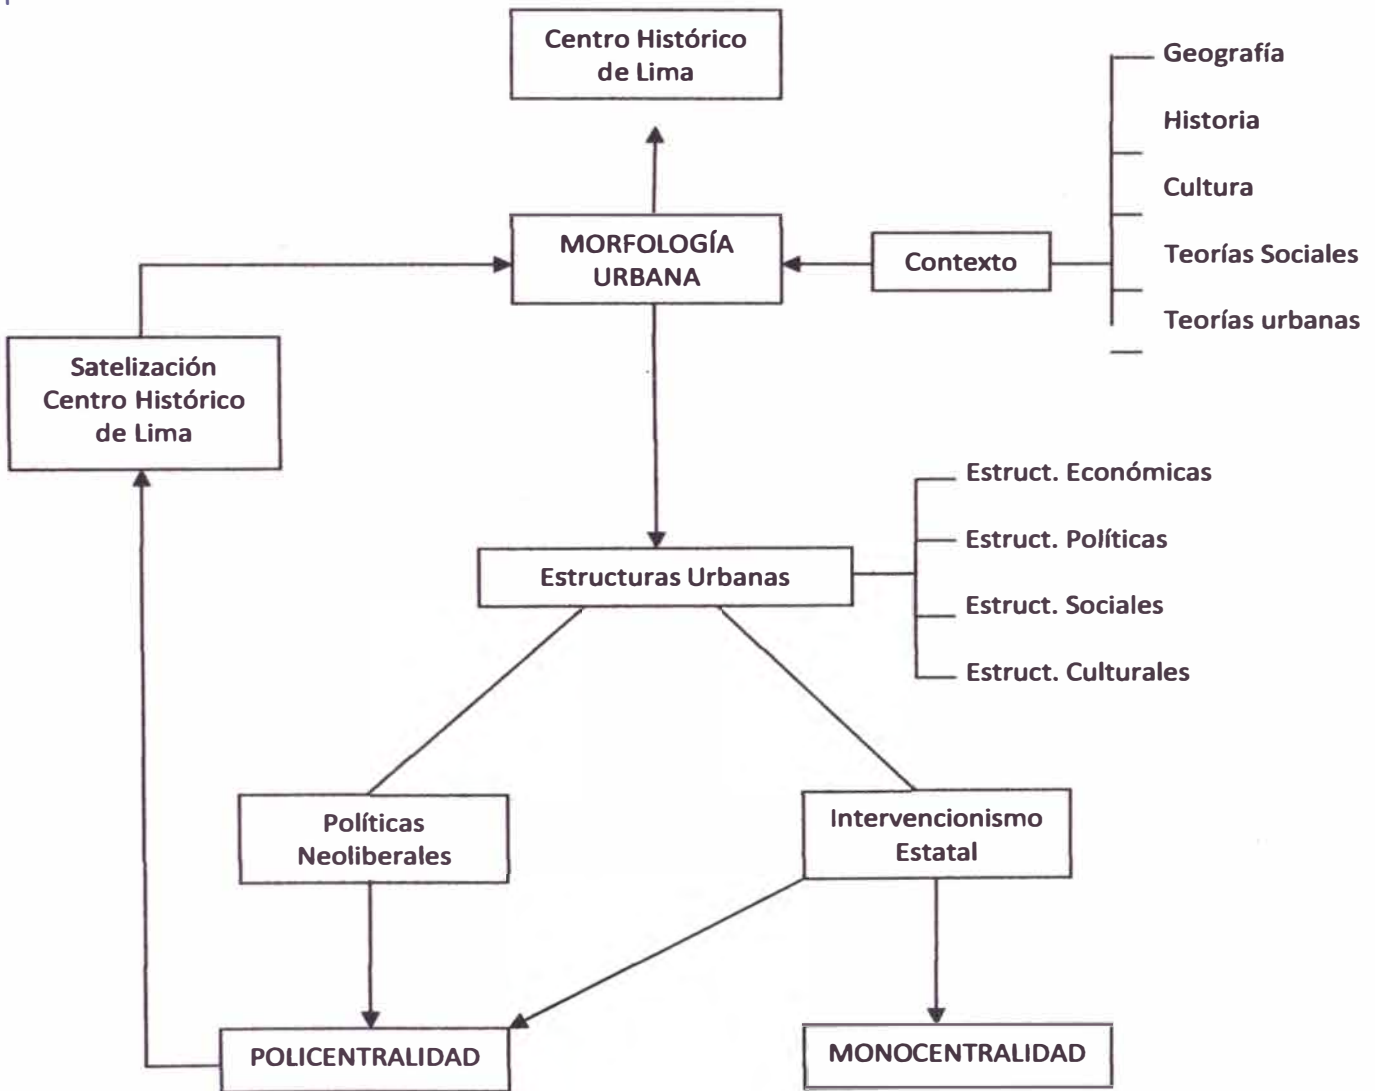 Centro Histórico
de Lima
Geografía
Historia
Cultura
Teorías Sociales
Teorías urbanas
MORFOLOGÍA
URBANA
Contexto
Satelización
Centro Histórico
de Lima
Estruct. Económicas
Estruct. Políticas
Estruct. Sociales
Estruct. Culturales
Estructuras Urbanas
Políticas
Neoliberales
Intervencionismo
Estatal
POLICENTRALIDAD
MONOCENTRALIDAD